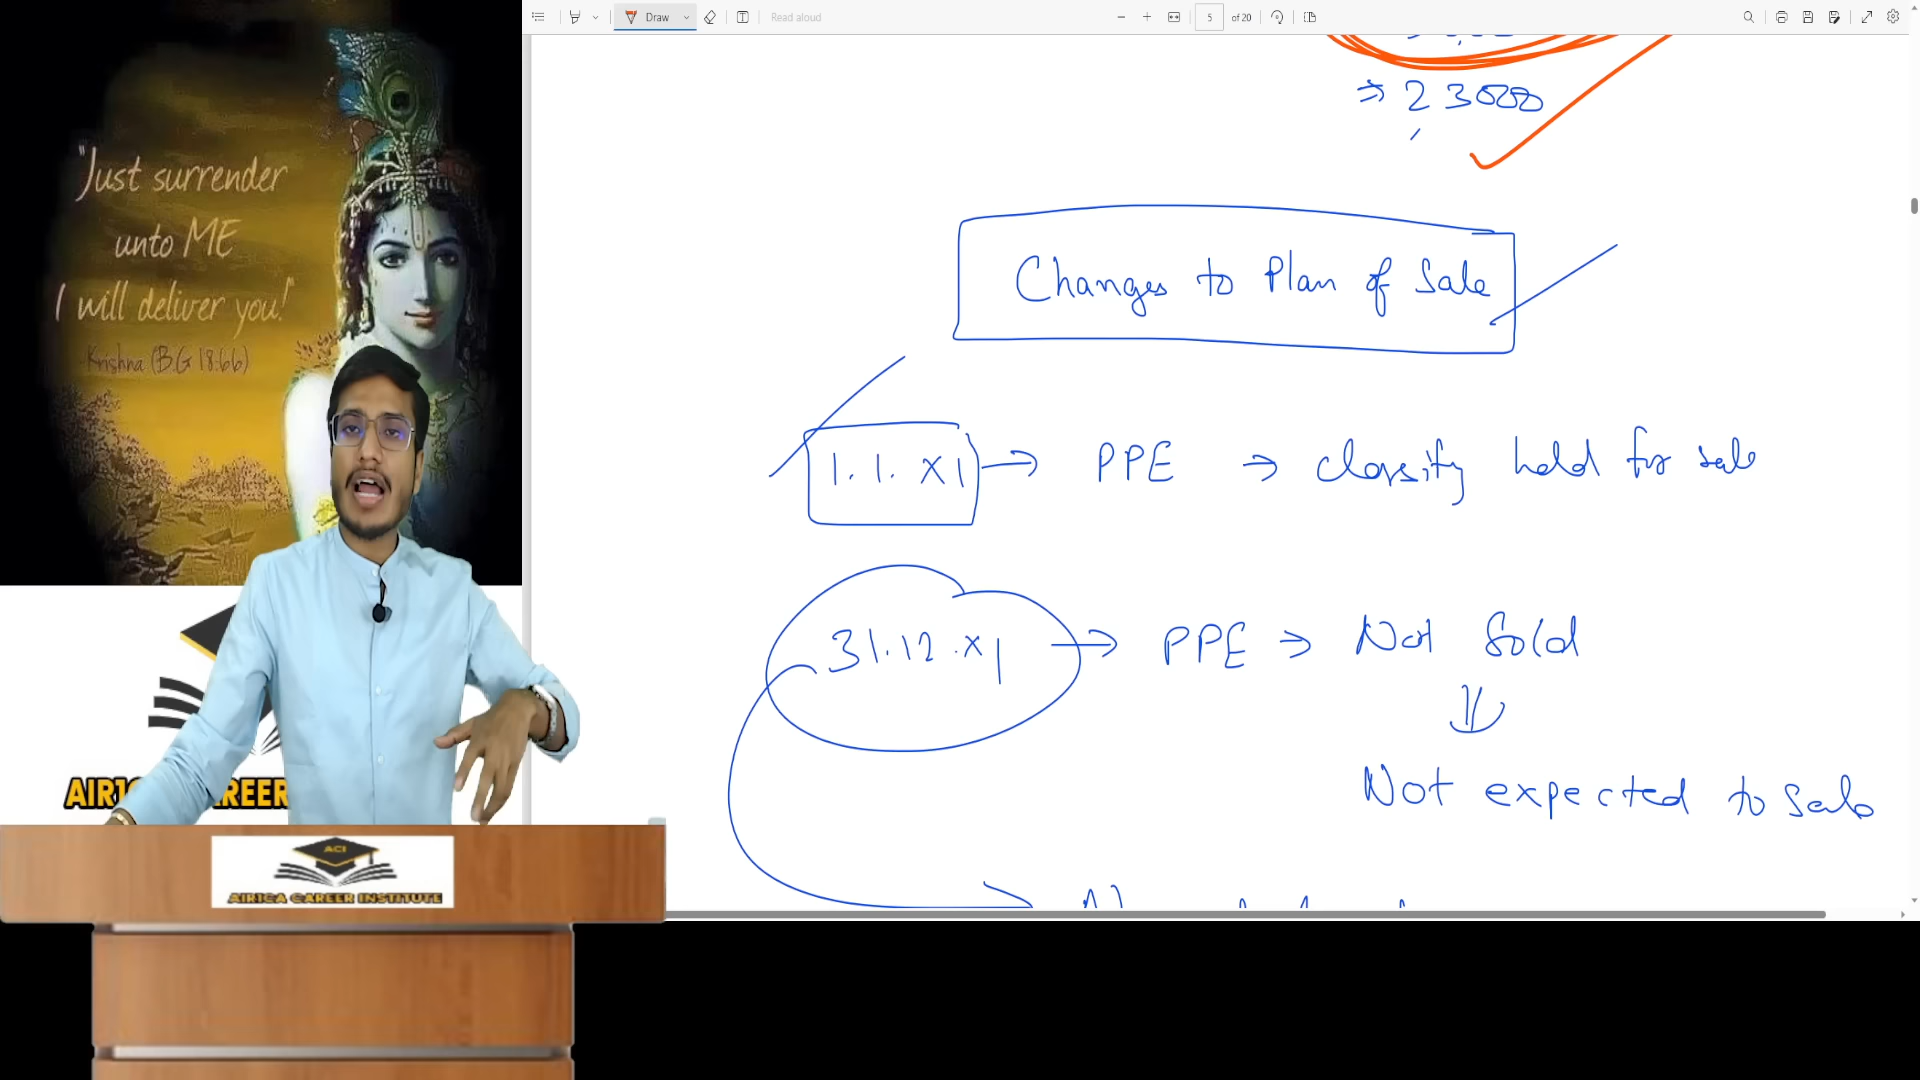 Read aloud
Draw
5
of 20
⇒ 23000
"Just surrender
unto ME
I will deliver you!"
-Krishna (B.G 18.66)
Changes to Plan of Sale
1.1.X1 → PPE → classify held for sale
31.12.X1 → PPE ⇒ Not Sold
Not expected to sale
ACI
AIR1CA CAREER INSTITUTE